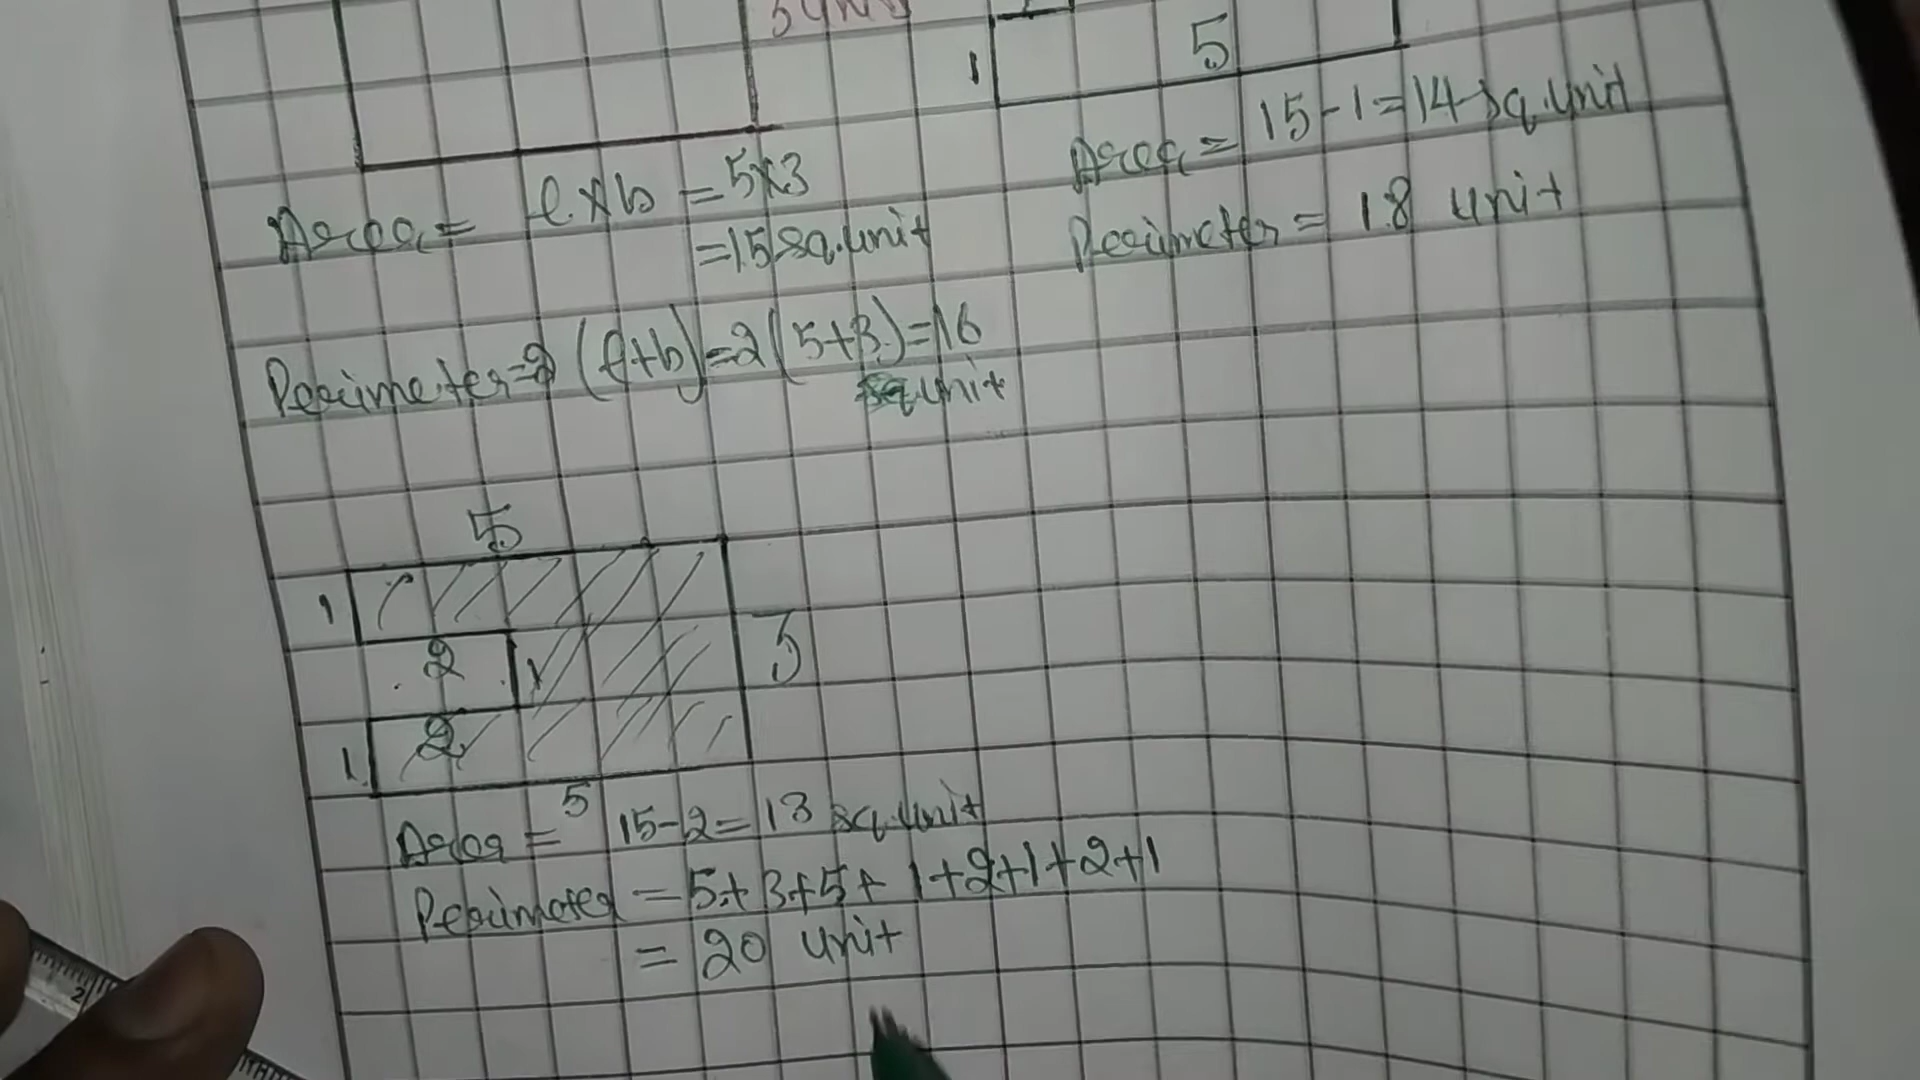 5
1
Area = l × b = 5×3
= 15 sq.unit
Perimeter = 2 (l+b) = 2(5+3) = 16
unit
Area = 15-1 = 14 sq.unit
Perimeter = 18 unit
5
1
2
1
3
2
1
5
Area = 15-2 = 13 sq unit
Perimeter = 5+3+5+1+2+1+2+1
= 20 unit
2